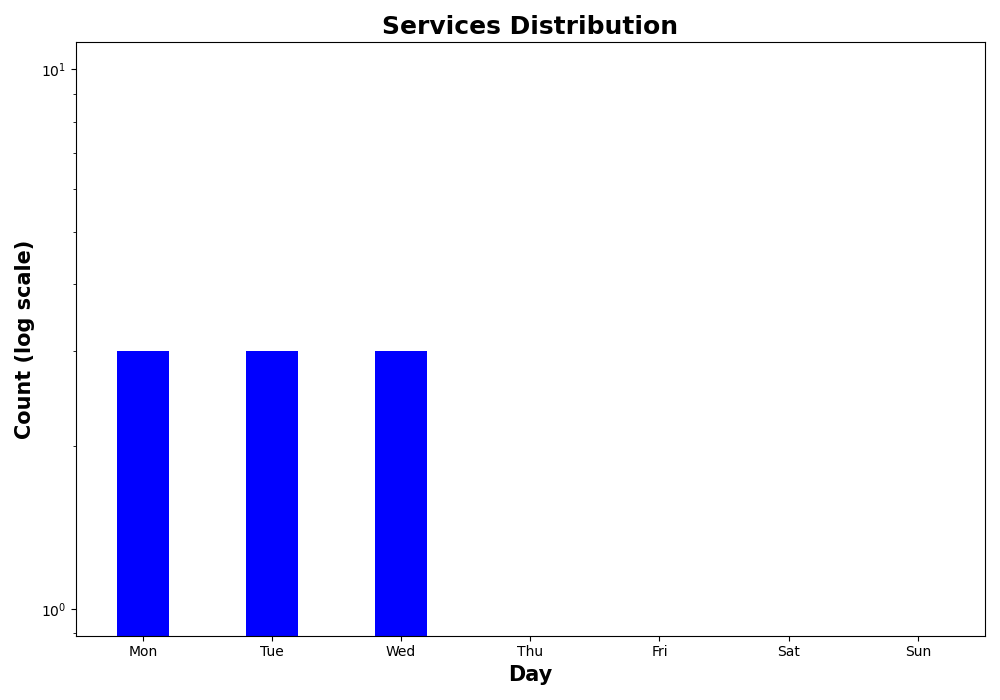 Services Distribution
Count (log scale)
10¹
10⁰
Mon Tue Wed Thu Fri Sat Sun
Day